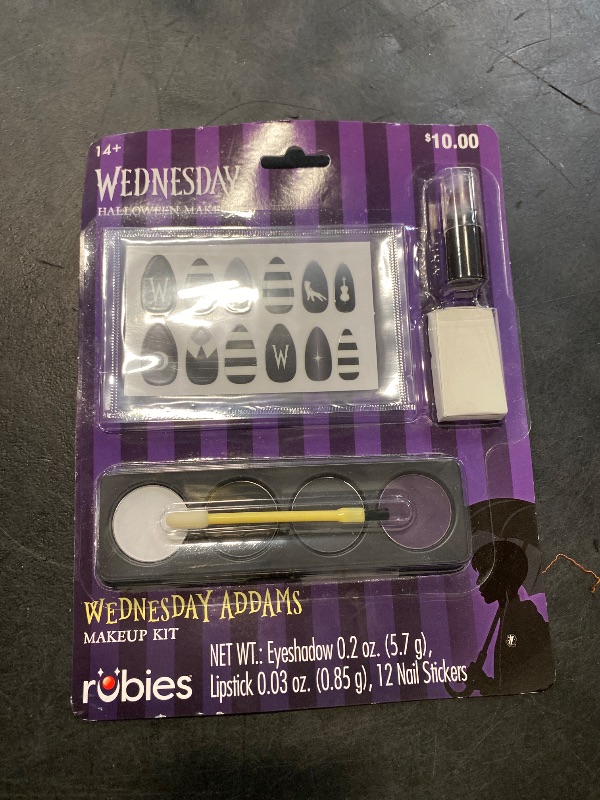 14+
$10.00
WEDNESDAY
HALLOWEEN
W
W
WEDNESDAY ADDAMS
MAKEUP KIT
rubies
NET WT.: Eyeshadow 0.2 oz. (5.7 g),
Lipstick 0.03 oz. (0.85 g), 12 Nail Stickers